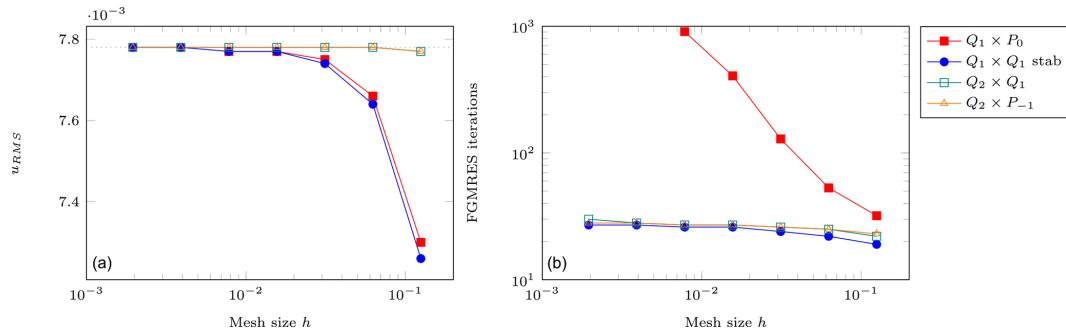 ·10⁻³
7.8
7.6
7.4
u_RMS
(a)
10⁻³
10⁻²
10⁻¹
Mesh size h
10³
10²
10¹
FGMRES iterations
(b)
10⁻³
10⁻²
10⁻¹
Mesh size h
Q₁ × P₀
Q₁ × Q₁ stab
Q₂ × Q₁
Q₂ × P₋₁